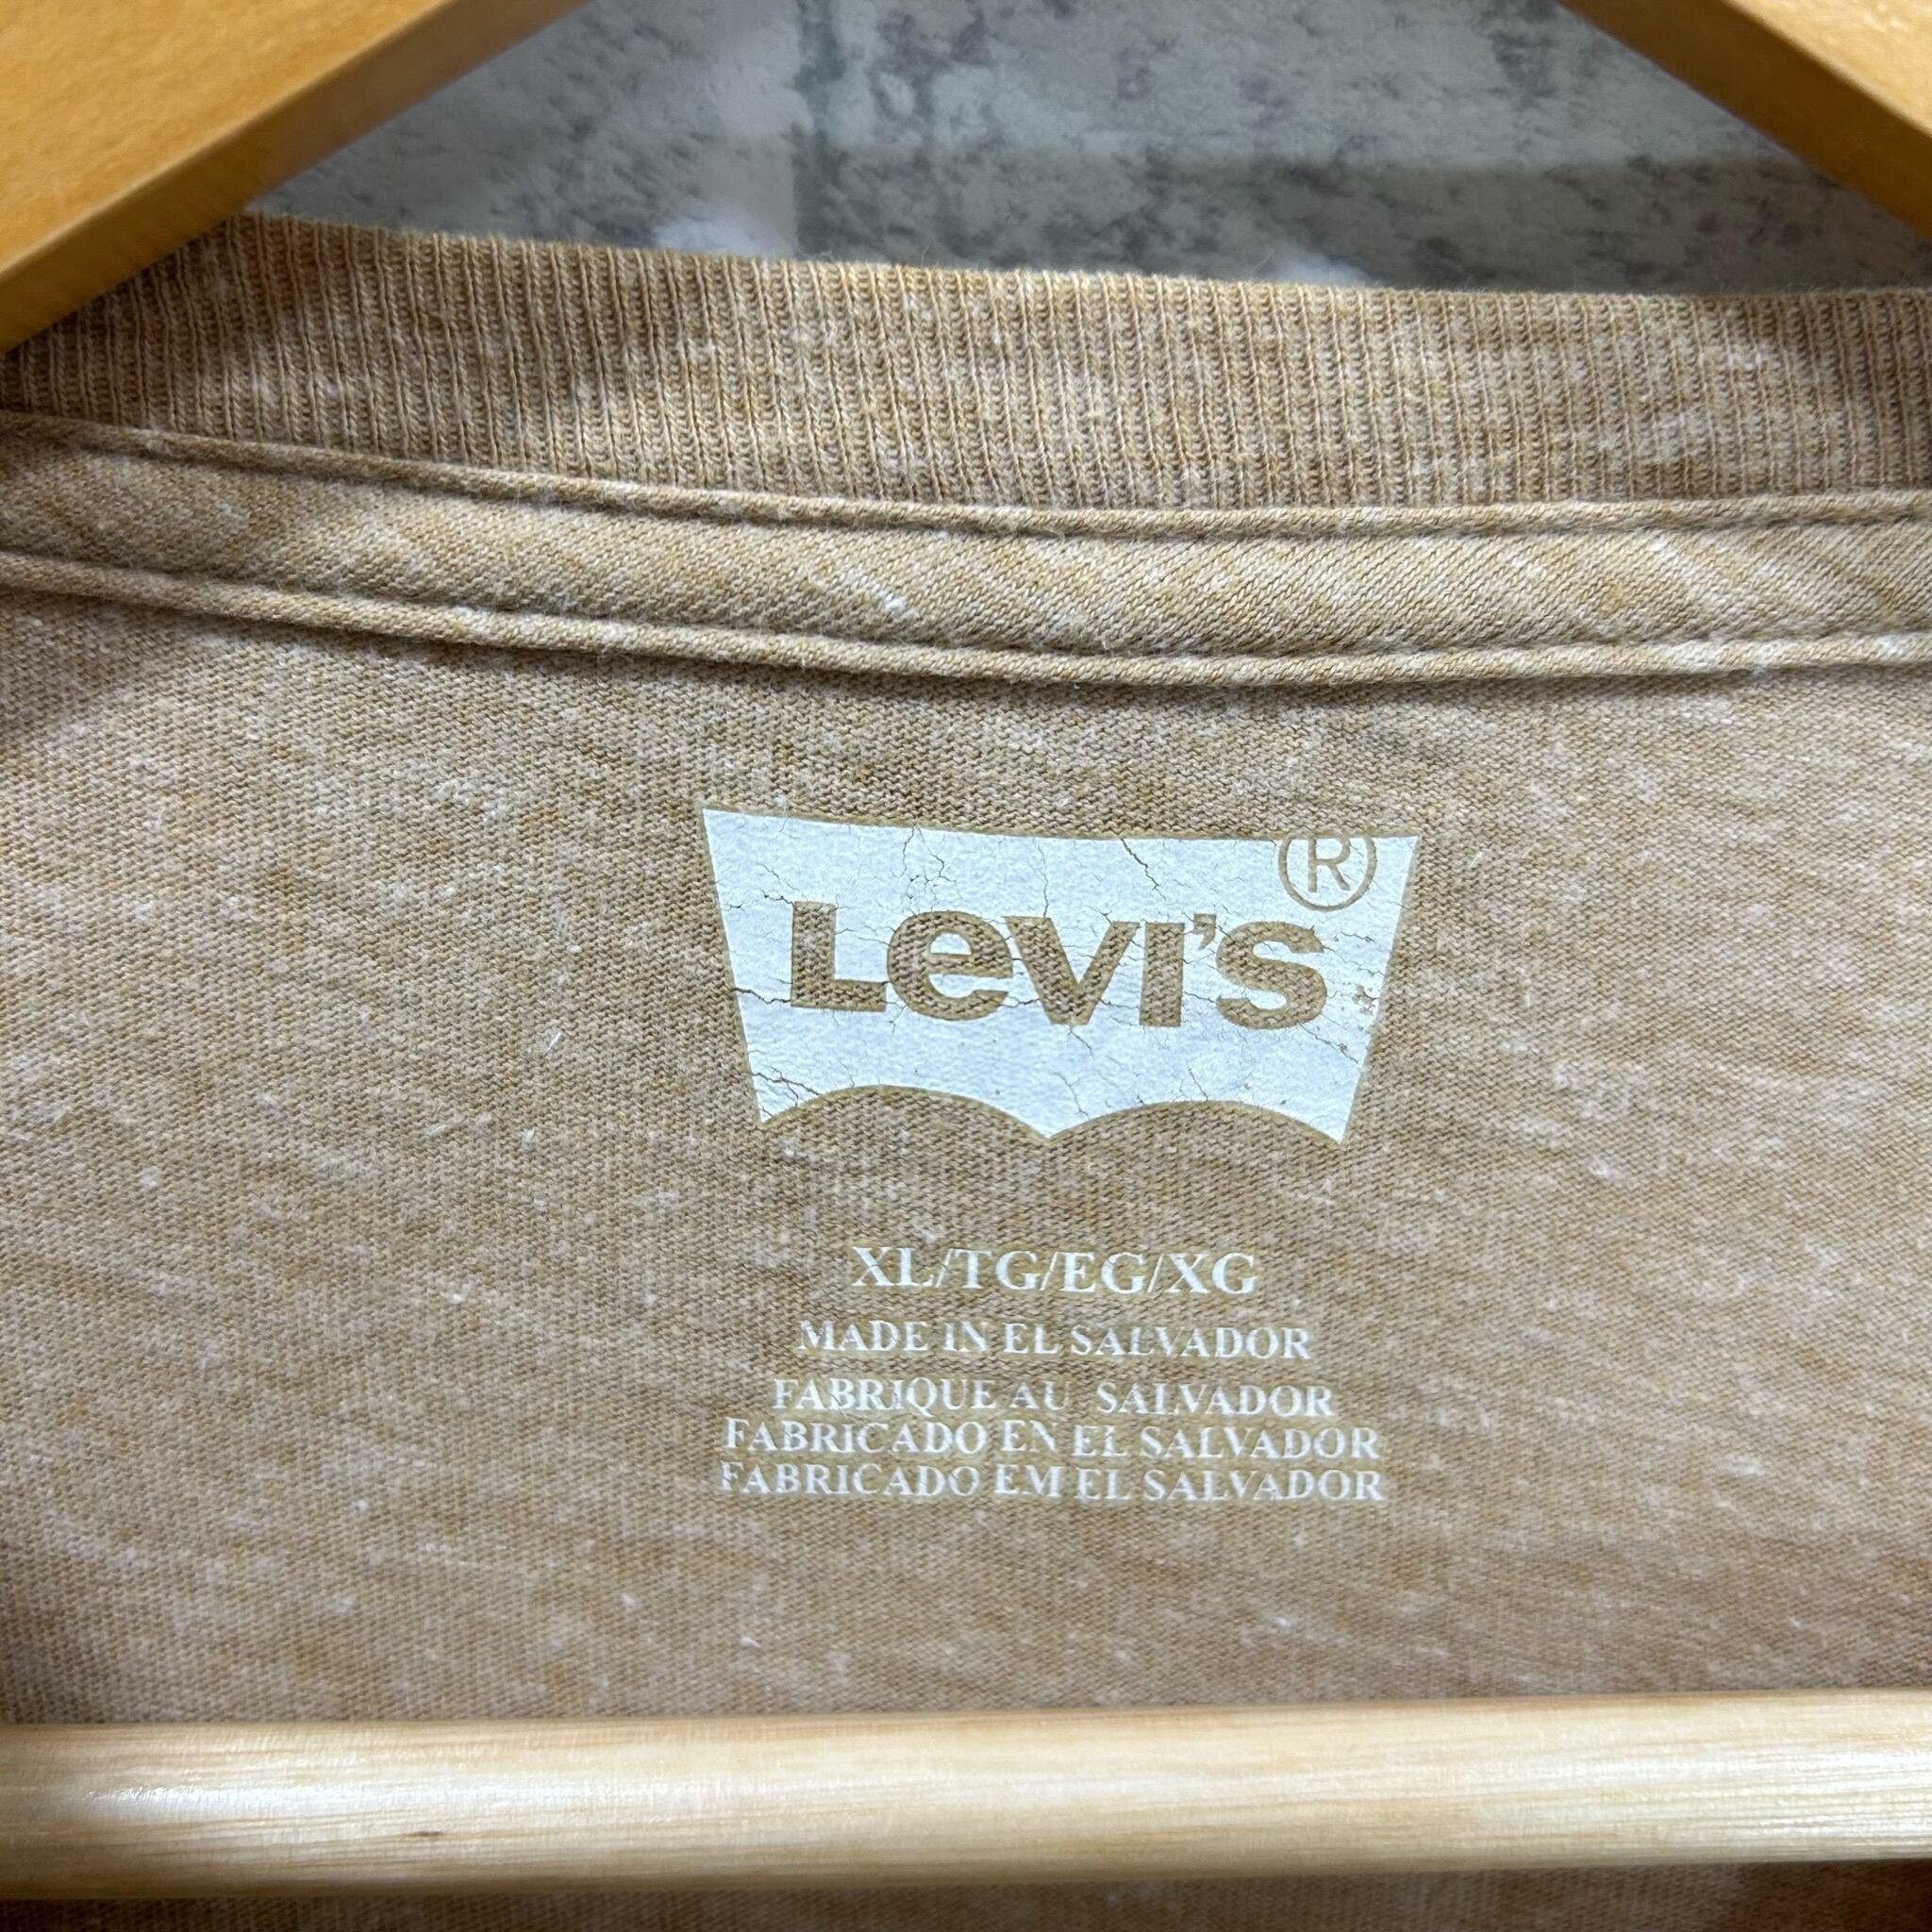 Levi's ®
XL/TG/EG/XG
MADE IN EL SALVADOR
FABRIQUE AU SALVADOR
FABRICADO EN EL SALVADOR
FABRICADO EM EL SALVADOR